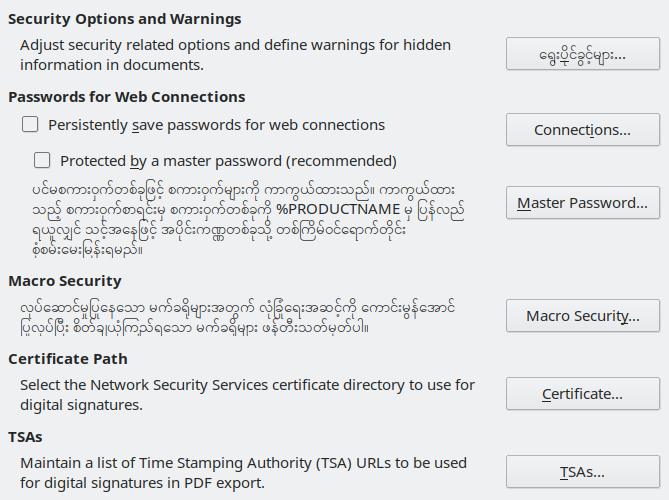 Security Options and Warnings
Adjust security related options and define warnings for hidden
information in documents.
ရွေးပိုင်ခွင့်များ...
Passwords for Web Connections
Persistently save passwords for web connections
Connections...
Protected by a master password (recommended)
ပင်မစကားဝှက်တစ်ခုဖြင့် စကားဝှက်များကို ကာကွယ်ထားသည်။ ကာကွယ်ထား
သည့် စကားဝှက်စာရင်းမှ စကားဝှက်တစ်ခုကို %PRODUCTNAME မှ ပြန်လည်
ရယူလျှင် သင့်အနေဖြင့် အပိုင်းကဏ္ဍတစ်ခုသို့ တစ်ကြိမ်ဝင်ရောက်တိုင်း
စုံစမ်းမေးမြန်းရမည်။
Master Password...
Macro Security
လုပ်ဆောင်မှုပြုနေသော မက်ခရိုများအတွက် လုံခြုံရေးအဆင့်ကို ကောင်းမွန်အောင်
ပြုလုပ်ပြီး စိတ်ချယုံကြည်ရသော မက်ခရိုများ ဖန်တီးသတ်မှတ်ပါ။
Macro Security...
Certificate Path
Select the Network Security Services certificate directory to use for
digital signatures.
Certificate...
TSAs
Maintain a list of Time Stamping Authority (TSA) URLs to be used
for digital signatures in PDF export.
TSAs...